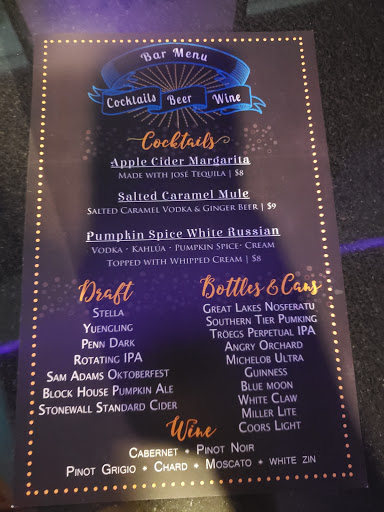 Bar Menu
Cocktails Beer Wine
Cocktails
Apple Cider Margarita
Made with José Tequila | $8
Salted Caramel Mule
Salted Caramel Vodka & Ginger Beer | $9
Pumpkin Spice White Russian
Vodka · Kahlua · Pumpkin Spice · Cream
Topped with Whipped Cream | $8
Draft
Stella
Yuengling
Penn Dark
Rotating IPA
Sam Adams Oktoberfest
Block House Pumpkin Ale
Stonewall Standard Cider
Bottles & Cans
Great Lakes Nosferatu
Southern Tier Pumking
Tröegs Perpetual IPA
Angry Orchard
Michelob Ultra
Guinness
Blue moon
White Claw
Miller Lite
Coors Light
Wine
Cabernet • Pinot Noir
Pinot Grigio • Chard • Moscato • white zin